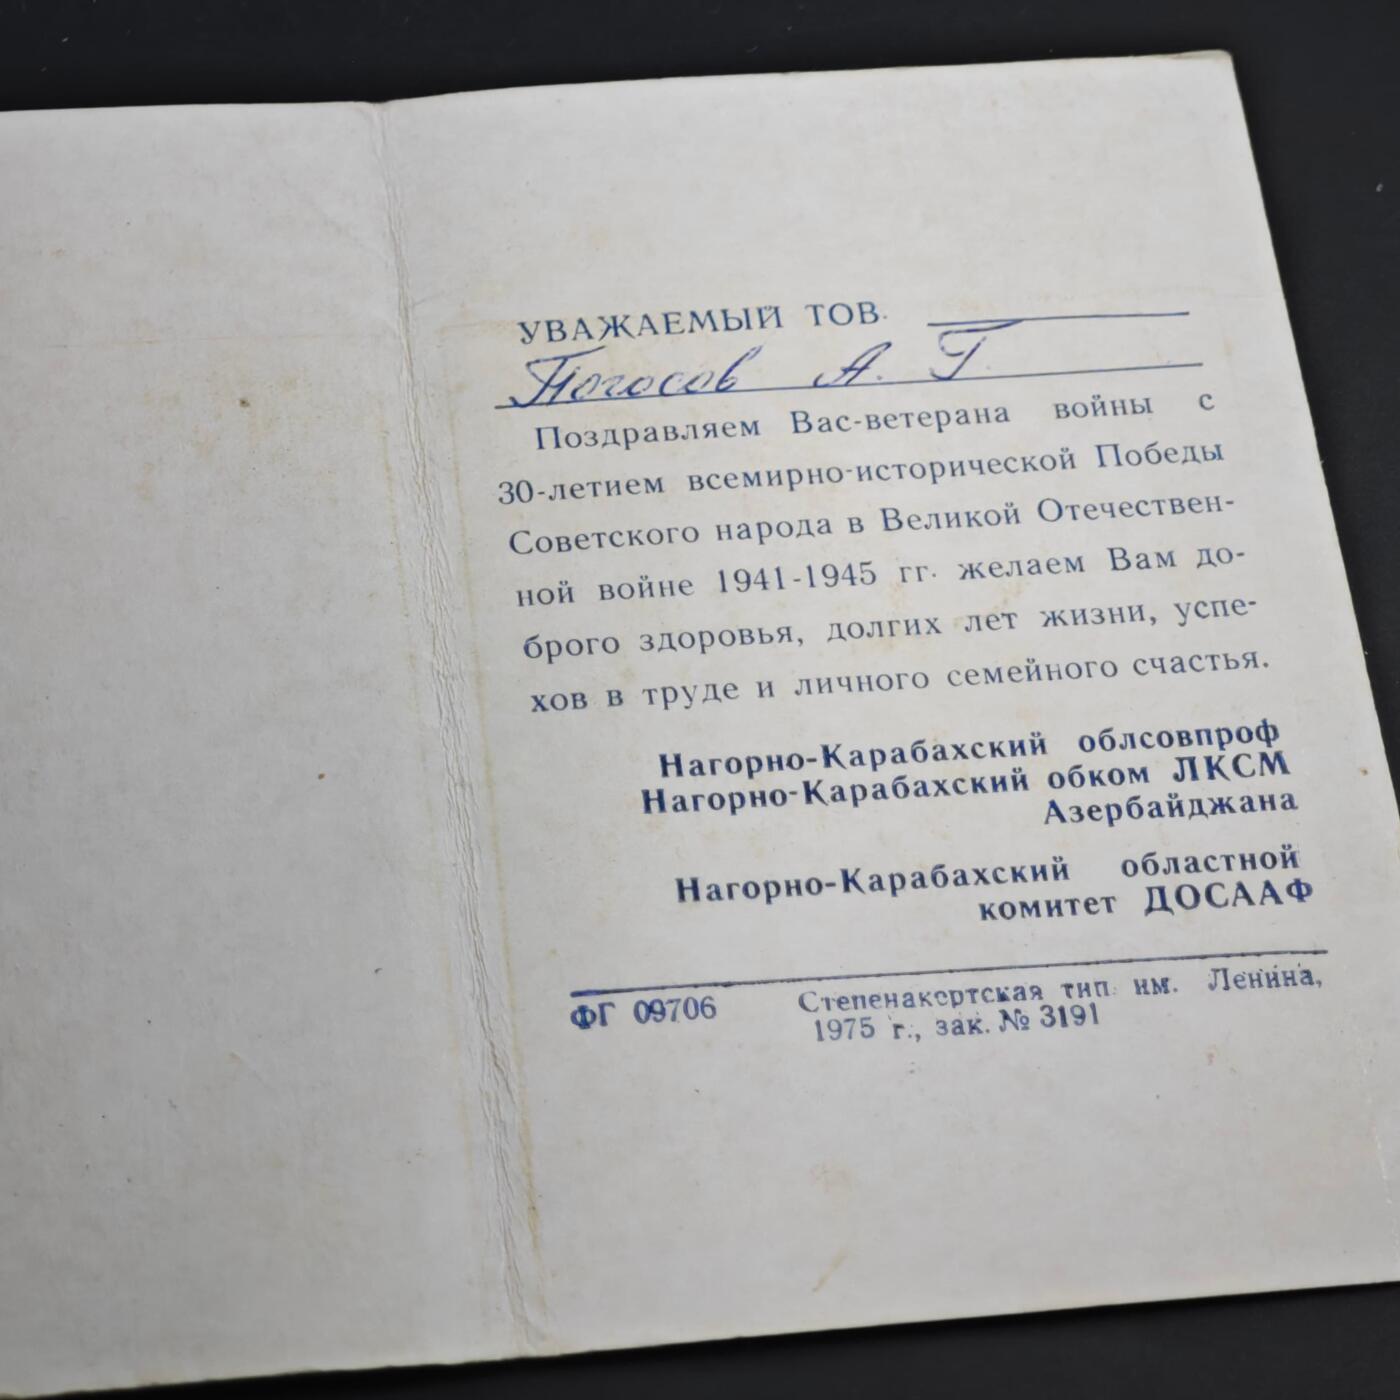 УВАЖАЕМЫЙ ТОВ.
Погосов А. Г.
Поздравляем Вас-ветерана войны с
30-летием всемирно-исторической Победы
Советского народа в Великой Отечествен-
ной войне 1941-1945 гг. желаем Вам до-
брого здоровья, долгих лет жизни, успе-
хов в труде и личного семейного счастья.
Нагорно-Карабахский облсовпроф
Нагорно-Карабахский обком ЛКСМ
Азербайджана
Нагорно-Карабахский областной
комитет ДОСААФ
ФГ 09706 Степенакертская тип. им. Ленина,
1975 г., зак. № 3191